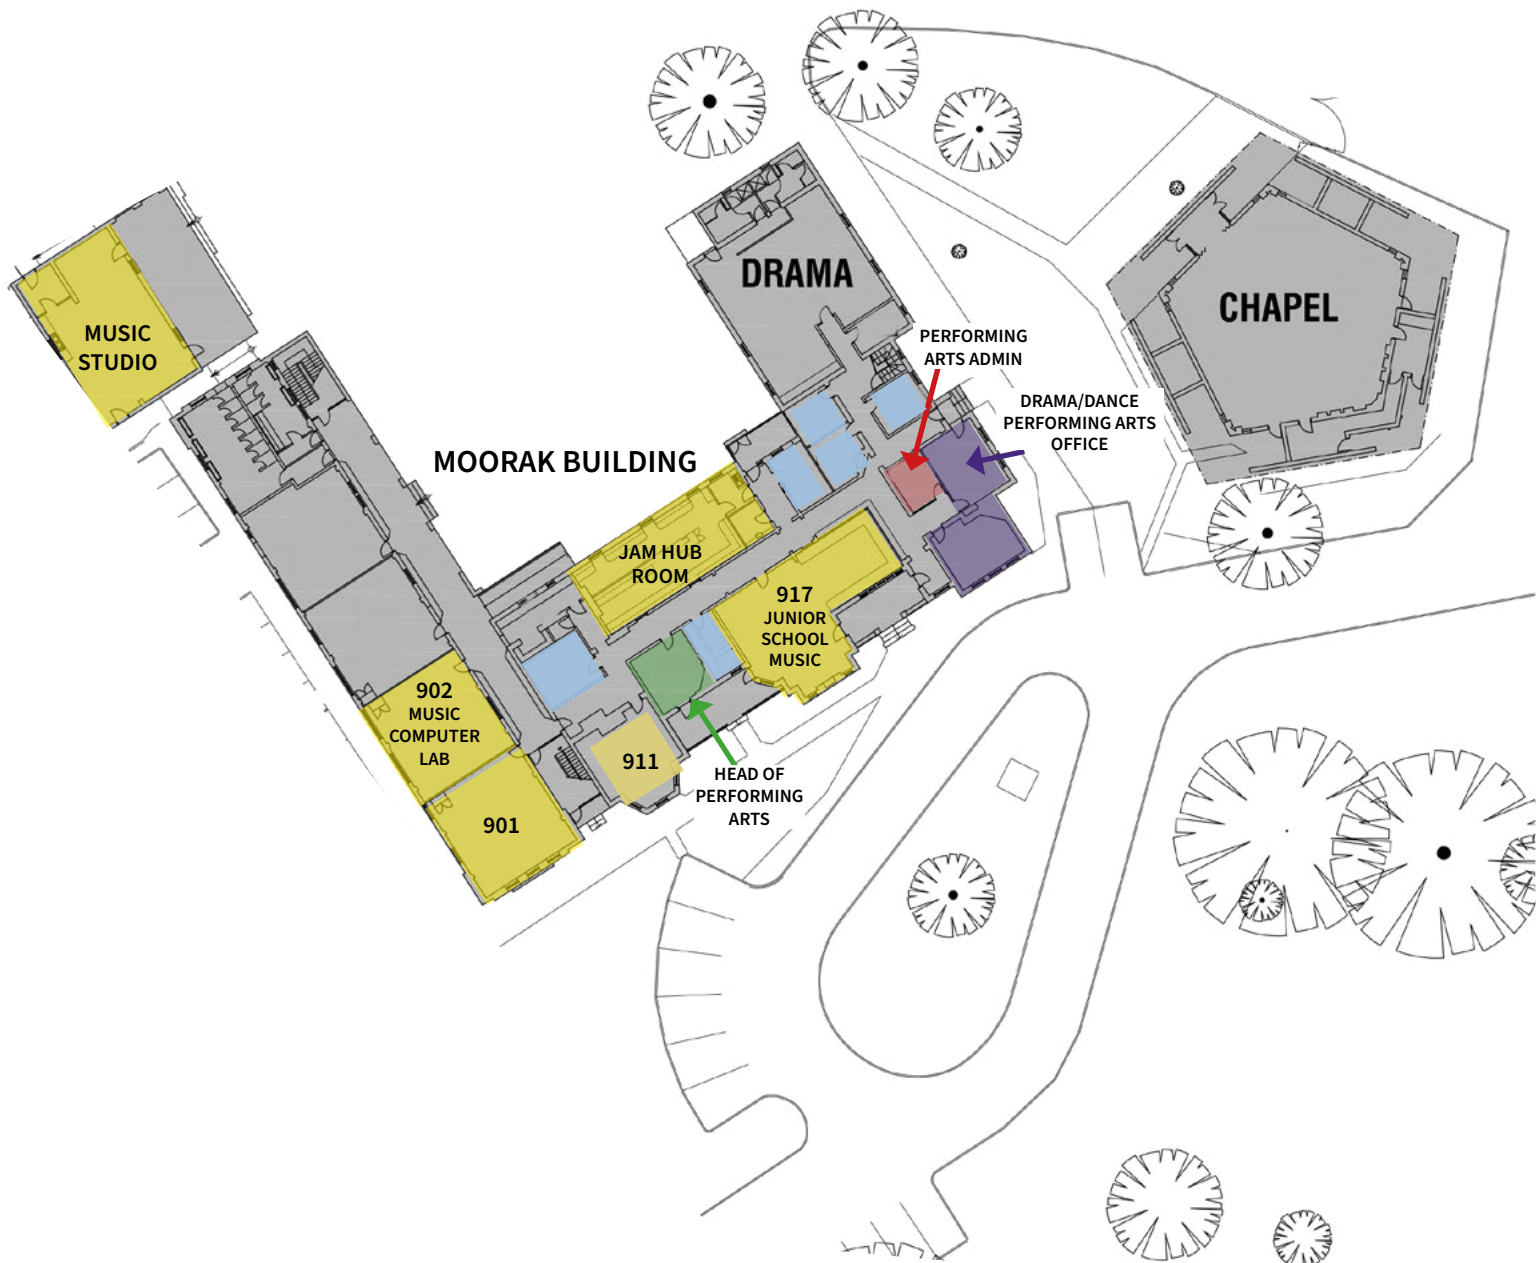 DRAMA
CHAPEL
MUSIC
STUDIO
PERFORMING
ARTS ADMIN
DRAMA/DANCE
PERFORMING ARTS
OFFICE
MOORAK BUILDING
JAM HUB
ROOM
917
JUNIOR
SCHOOL
MUSIC
902
MUSIC
COMPUTER
LAB
911
HEAD OF
PERFORMING
ARTS
901